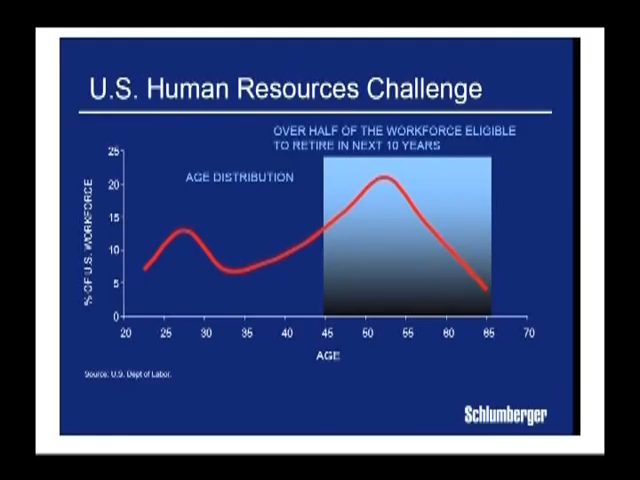 U.S. Human Resources Challenge
OVER HALF OF THE WORKFORCE ELIGIBLE
TO RETIRE IN NEXT 10 YEARS
AGE DISTRIBUTION
% OF U.S. WORKFORCE
25
20
15
10
5
0
20 25 30 35 40 45 50 55 60 65 70
AGE
Source: U.S. Dept of Labor.
Schlumberger